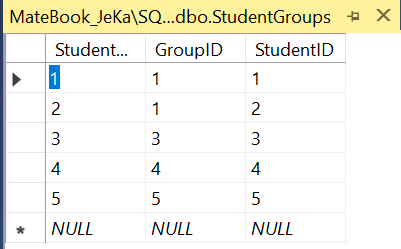 MateBook_JeKa\SQ...dbo.StudentGroups
Student... GroupID StudentID
1 1 1
2 1 2
3 3 3
4 4 4
5 5 5
NULL NULL NULL